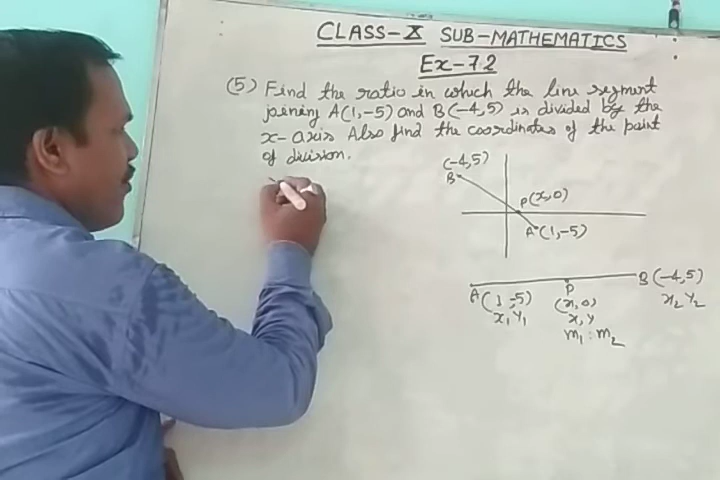 CLASS-X SUB-MATHEMATICS
Ex-7.2
(5) Find the ratio in which the line segment
joining A(1,-5) and B(-4,5) is divided by the
x-axis Also find the coordinates of the point
of division.
(-4,5)
B
P(x,0)
A(1,-5)
B(-4,5)
x₂ Y₂
A(1,-5)
x₁ Y₁
P
(x,0)
x, y
m₁ : m₂